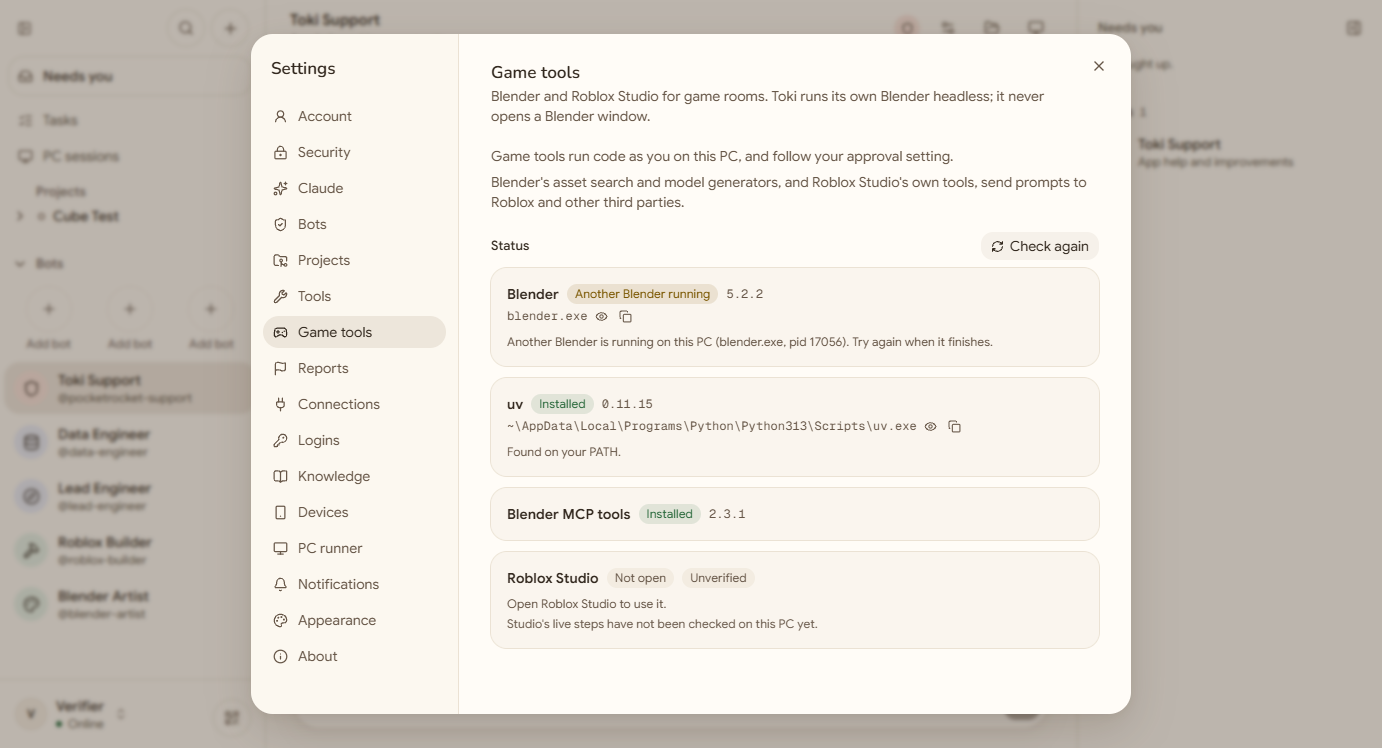 Toki Support
Needs you
Needs you
ught up.
Tasks
PC sessions
Projects
Cube Test
Bots
Add bot
Add bot
Add bot
Toki Support
@pocketrocket-support
Data Engineer
@data-engineer
Lead Engineer
@lead-engineer
Roblox Builder
@roblox-builder
Blender Artist
@blender-artist
V
Verifier
Online
Settings
Account
Security
Claude
Bots
Projects
Tools
Game tools
Reports
Connections
Logins
Knowledge
Devices
PC runner
Notifications
Appearance
About
Game tools
Blender and Roblox Studio for game rooms. Toki runs its own Blender headless; it never
opens a Blender window.
Game tools run code as you on this PC, and follow your approval setting.
Blender's asset search and model generators, and Roblox Studio's own tools, send prompts to
Roblox and other third parties.
Status
Check again
Blender Another Blender running 5.2.2
blender.exe
Another Blender is running on this PC (blender.exe, pid 17056). Try again when it finishes.
uv Installed 0.11.15
~\AppData\Local\Programs\Python\Python313\Scripts\uv.exe
Found on your PATH.
Blender MCP tools Installed 2.3.1
Roblox Studio Not open Unverified
Open Roblox Studio to use it.
Studio's live steps have not been checked on this PC yet.
1
Toki Support
App help and improvements